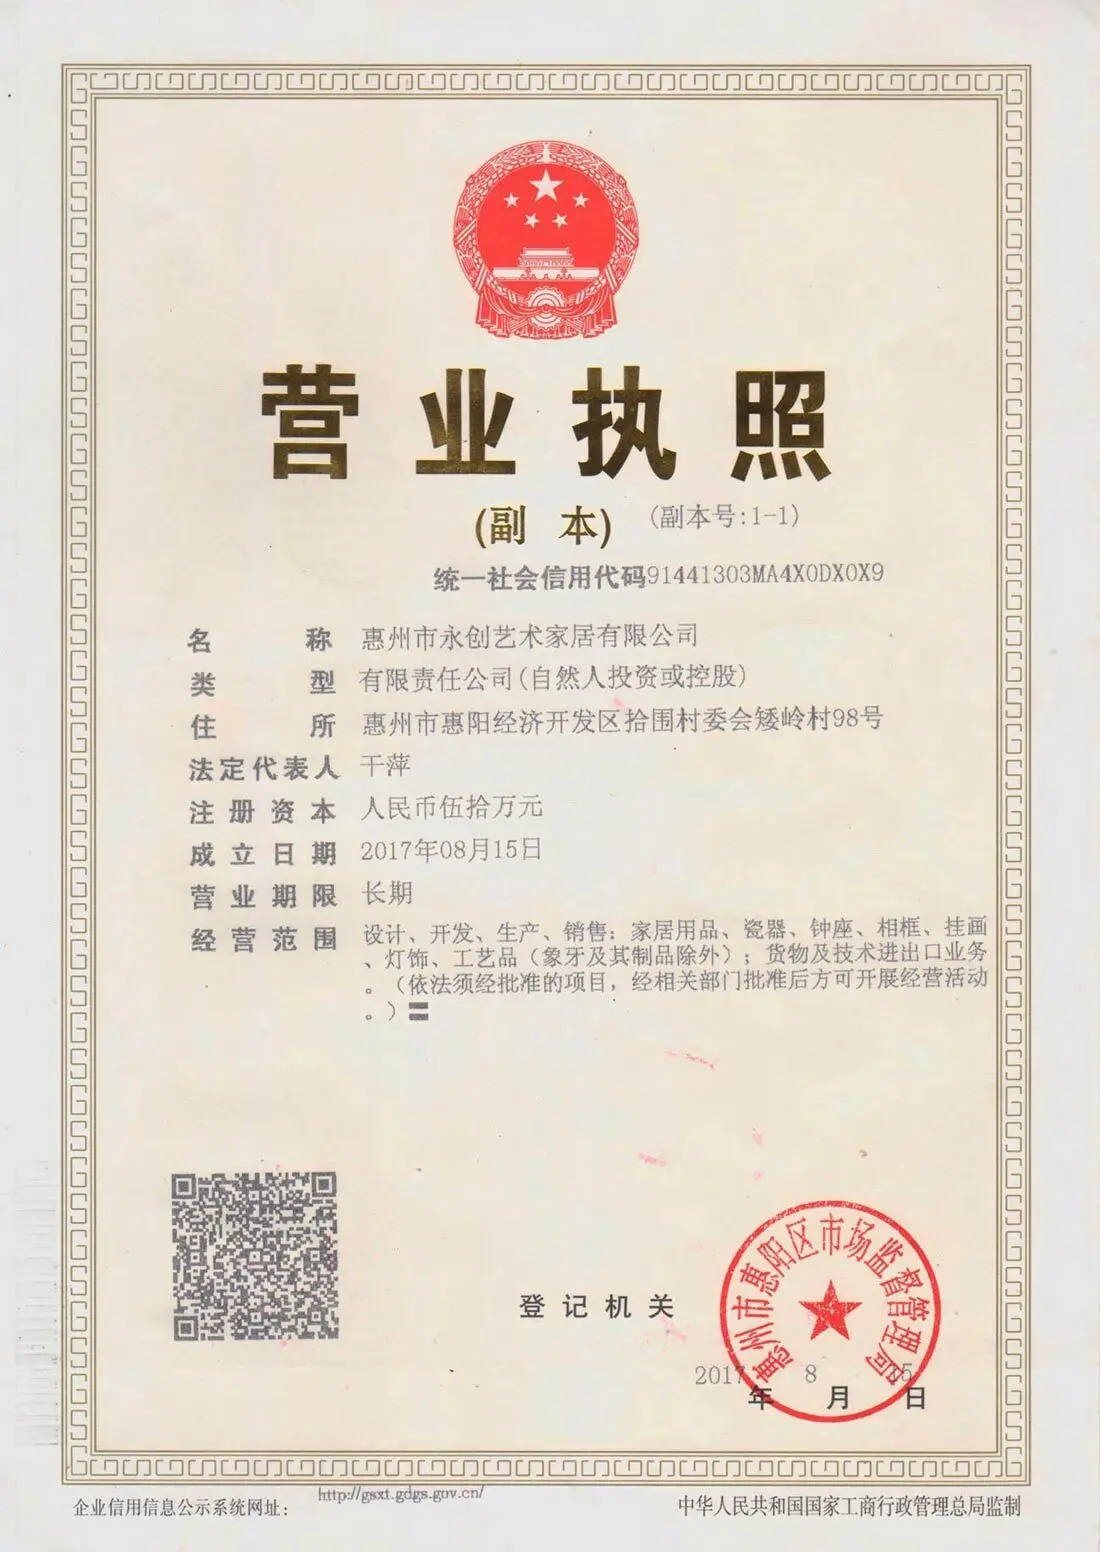 营业执照
(副 本) (副本号:1-1)
统一社会信用代码91441303MA4X0DX0X9
名称 惠州市永创艺术家居有限公司
类型 有限责任公司(自然人投资或控股)
住所 惠州市惠阳经济开发区拾围村委会矮岭村98号
法定代表人 干萍
注册资本 人民币伍拾万元
成立日期 2017年08月15日
营业期限 长期
经营范围 设计、开发、生产、销售：家居用品、瓷器、钟座、相框、挂画
、灯饰、工艺品（象牙及其制品除外）；货物及技术进出口业务
。（依法须经批准的项目，经相关部门批准后方可开展经营活动
。）
登记机关
惠州市惠阳区市场监督管理局
2017年8月15日
企业信用信息公示系统网址： http://gsxt.gdgs.gov.cn/
中华人民共和国国家工商行政管理总局监制